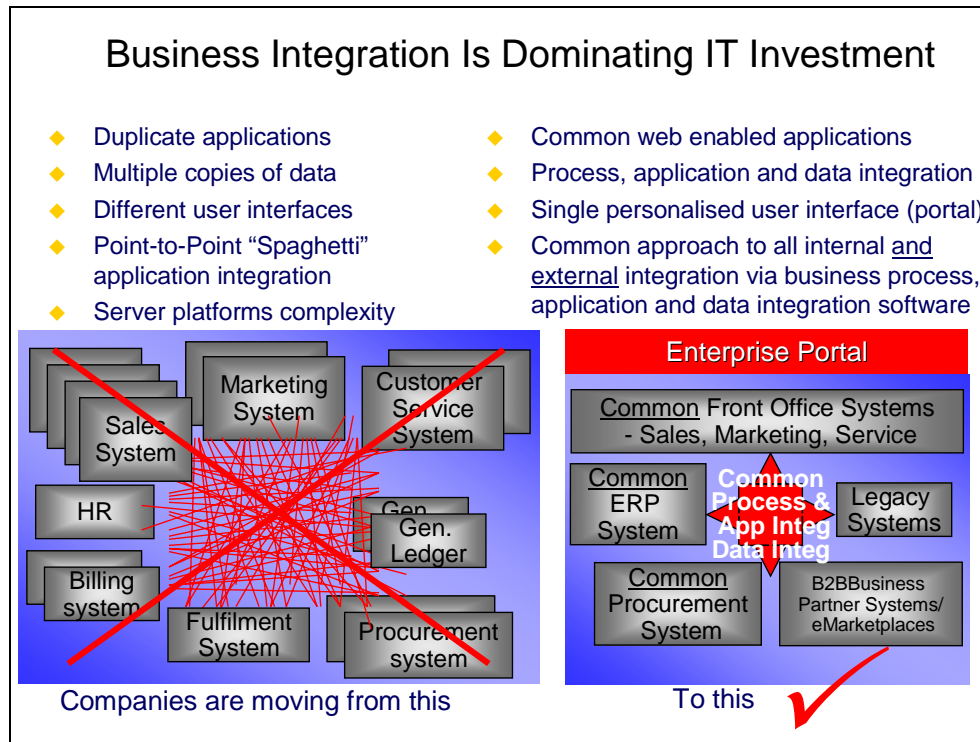 Business Integration Is Dominating IT Investment
Duplicate applications
Multiple copies of data
Different user interfaces
Point-to-Point “Spaghetti”
application integration
Server platforms complexity
Common web enabled applications
Process, application and data integration
Single personalised user interface (portal)
Common approach to all internal and
external integration via business process,
application and data integration software
Marketing
System
Customer
Service
System
Sales
System
HR
Gen.
Gen.
Ledger
Billing
system
Fulfilment
System
Procurement
system
Companies are moving from this
Enterprise Portal
Common Front Office Systems
- Sales, Marketing, Service
Common
ERP
System
Common
Process &
App Integ
Data Integ
Legacy
Systems
Common
Procurement
System
B2BBusiness
Partner Systems/
eMarketplaces
To this